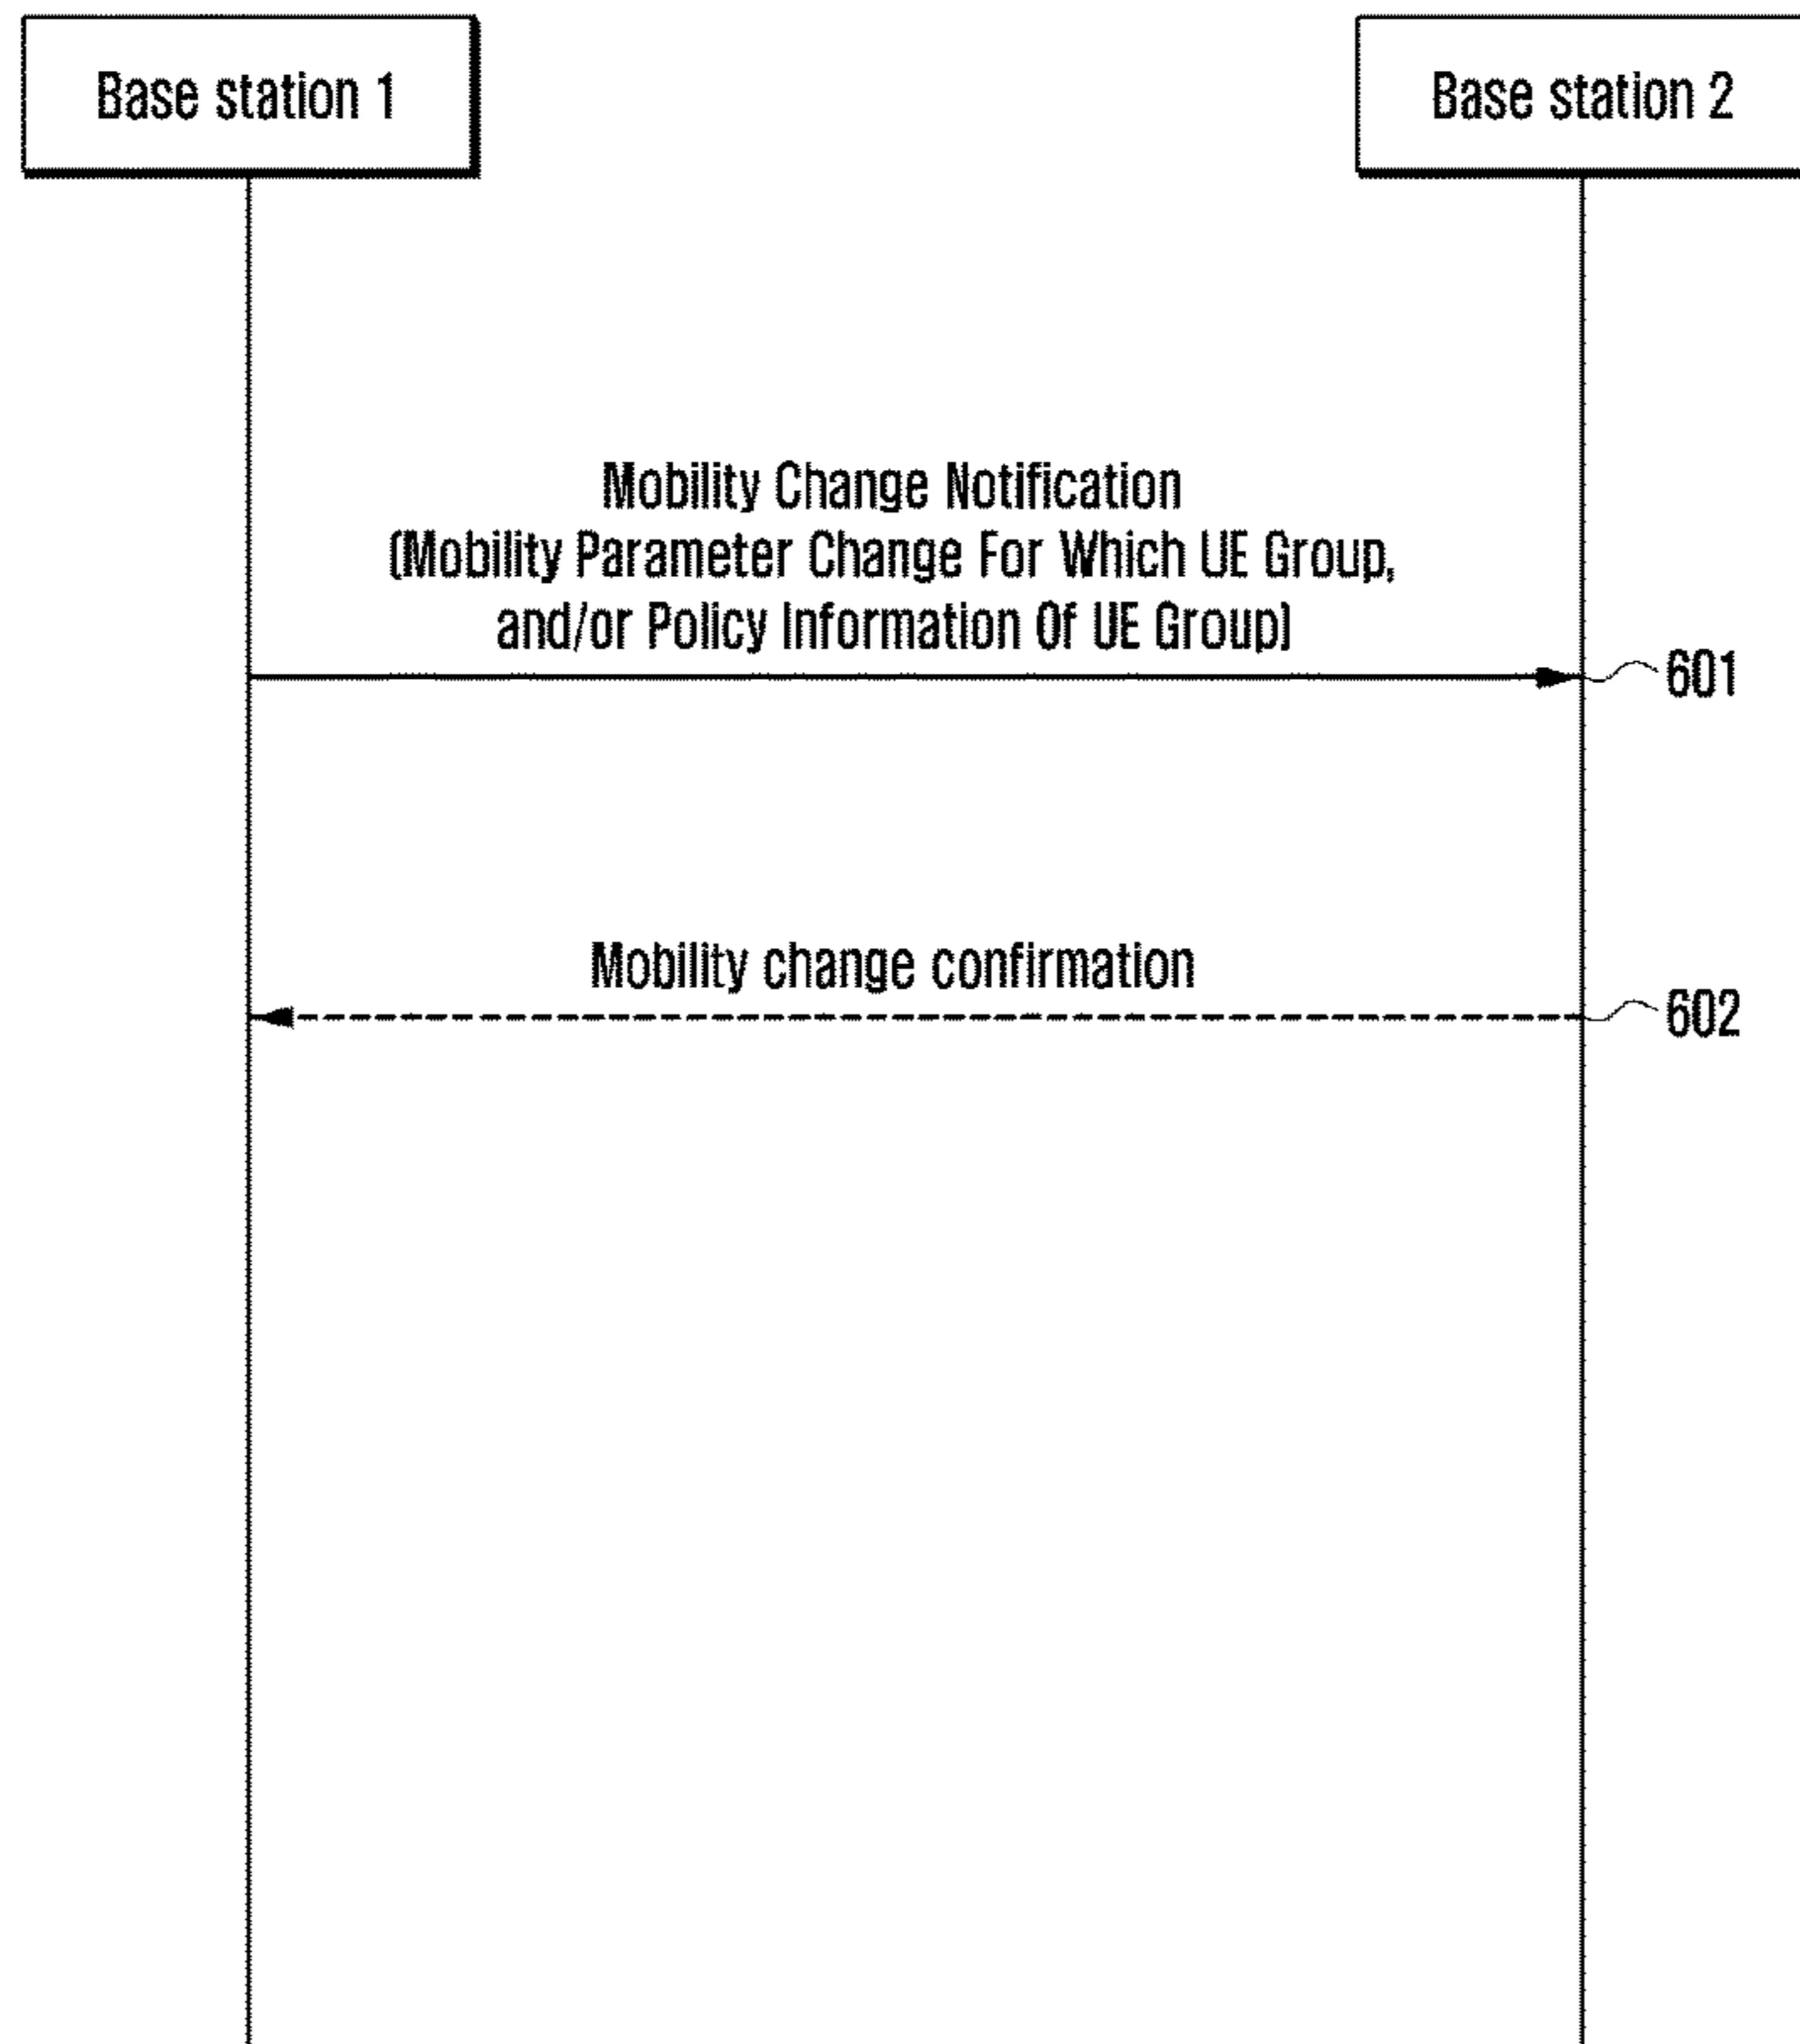 Base station 1
Base station 2
Mobility Change Notification
(Mobility Parameter Change For Which UE Group,
and/or Policy Information Of UE Group)
601
Mobility change confirmation
602